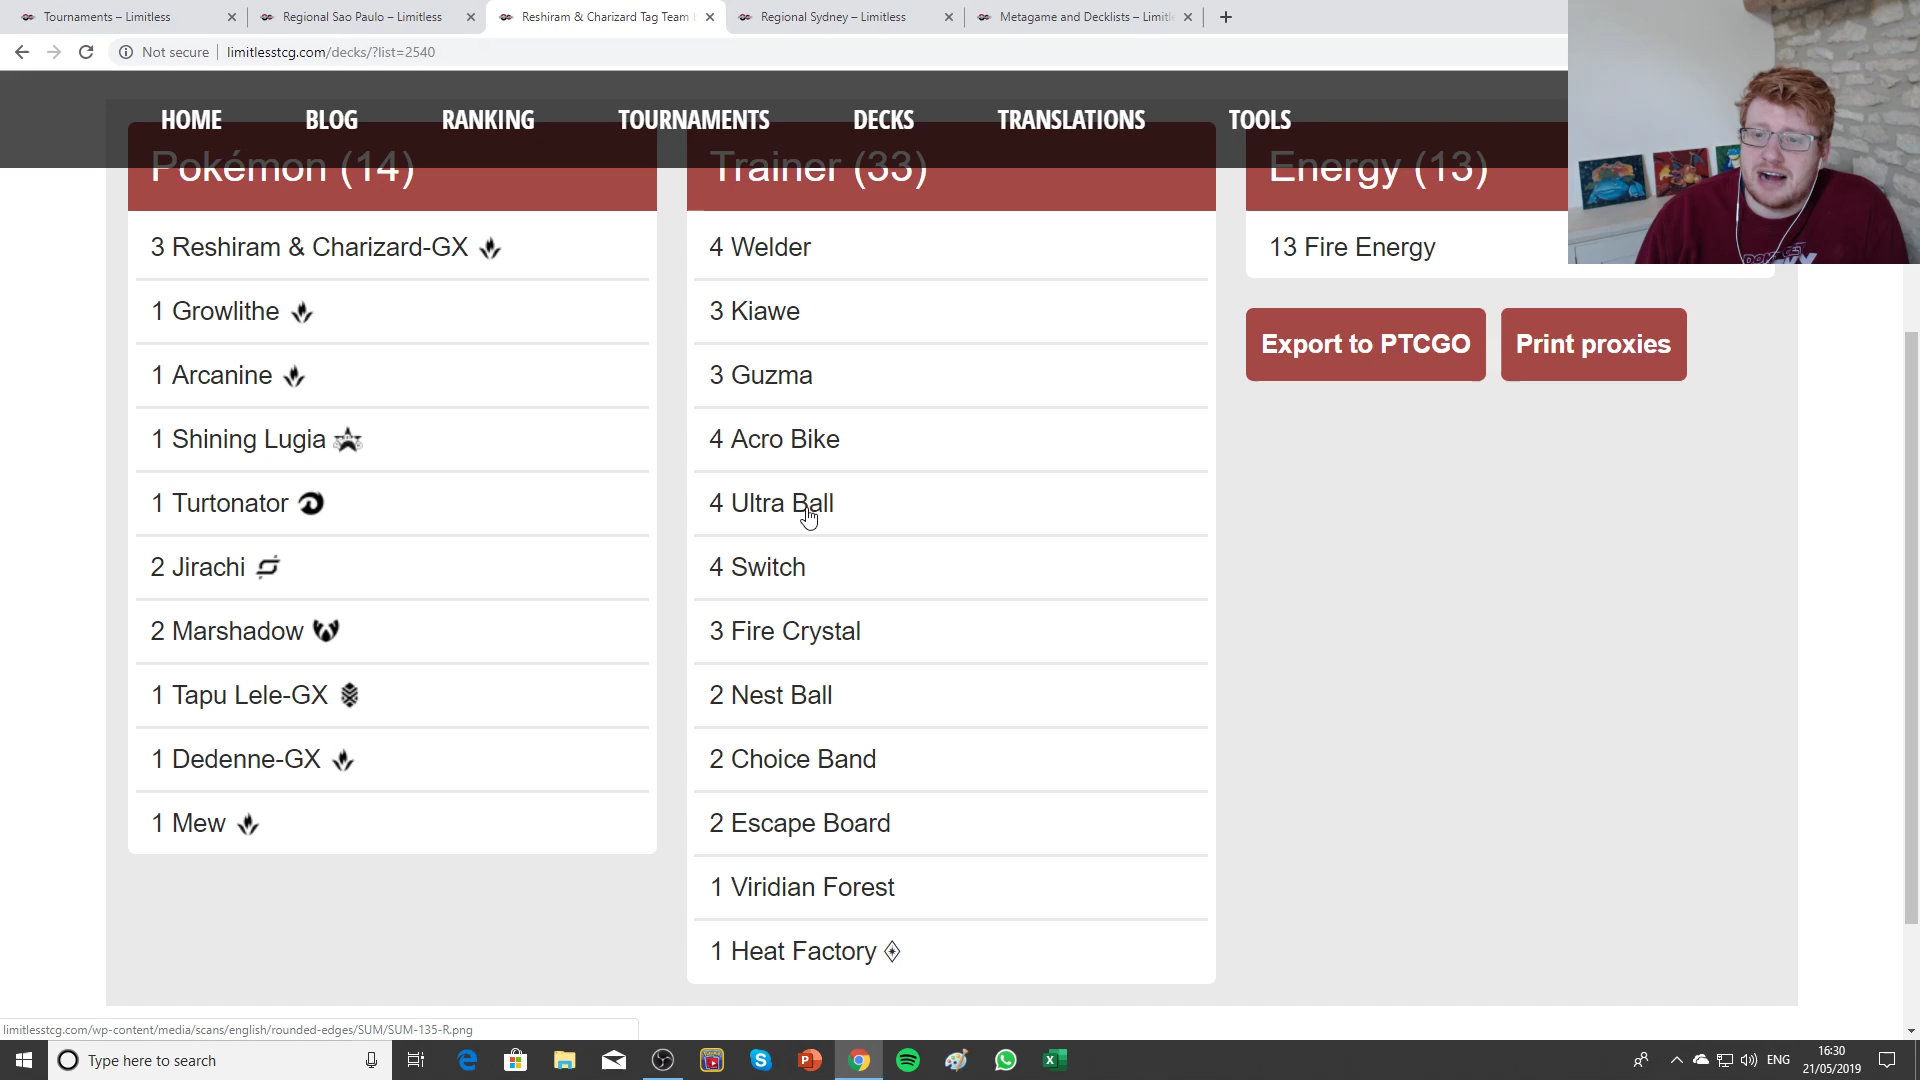 Tournaments – Limitless
Regional Sao Paulo – Limitless
Reshiram & Charizard Tag Team
Regional Sydney – Limitless
Metagame and Decklists – Limitl
Not secure
limitlesstcg.com/decks/?list=2540
HOME
BLOG
RANKING
TOURNAMENTS
DECKS
TRANSLATIONS
TOOLS
Pokémon (14)
3 Reshiram & Charizard-GX
1 Growlithe
1 Arcanine
1 Shining Lugia
1 Turtonator
2 Jirachi
2 Marshadow
1 Tapu Lele-GX
1 Dedenne-GX
1 Mew
Trainer (33)
4 Welder
3 Kiawe
3 Guzma
4 Acro Bike
4 Ultra Ball
4 Switch
3 Fire Crystal
2 Nest Ball
2 Choice Band
2 Escape Board
1 Viridian Forest
1 Heat Factory
Energy (13)
13 Fire Energy
Export to PTCGO
Print proxies
limitlesstcg.com/wp-content/media/scans/english/rounded-edges/SUM/SUM-135-R.png
Type here to search
ENG
16:30
21/05/2019